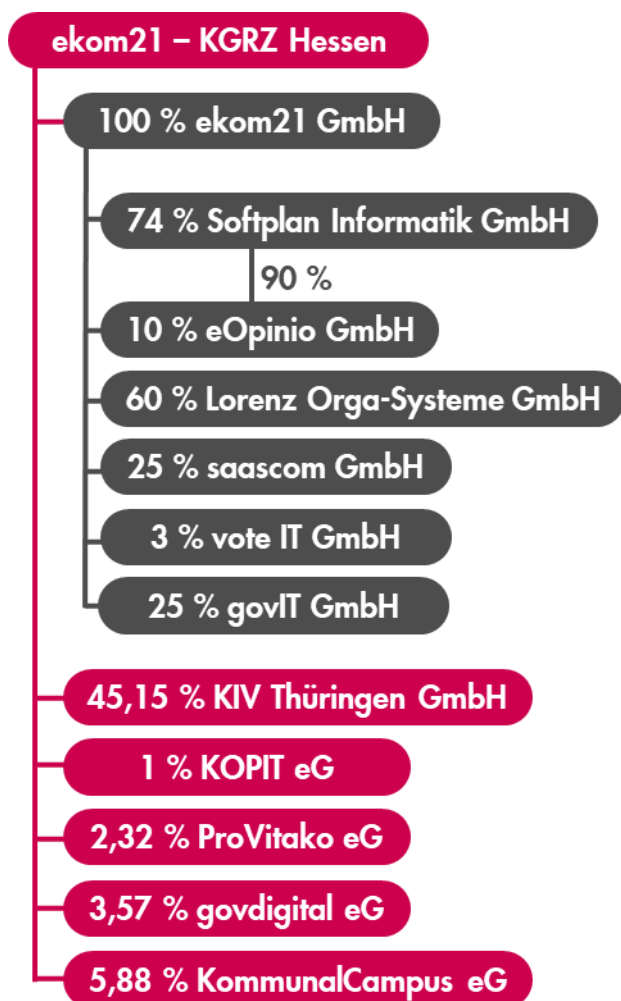 ekom21 – KGRZ Hessen
100 % ekom21 GmbH
74 % Softplan Informatik GmbH
90 %
10 % eOpinio GmbH
60 % Lorenz Orga-Systeme GmbH
25 % saascom GmbH
3 % vote IT GmbH
25 % govIT GmbH
45,15 % KIV Thüringen GmbH
1 % KOPIT eG
2,32 % ProVitako eG
3,57 % govdigital eG
5,88 % KommunalCampus eG